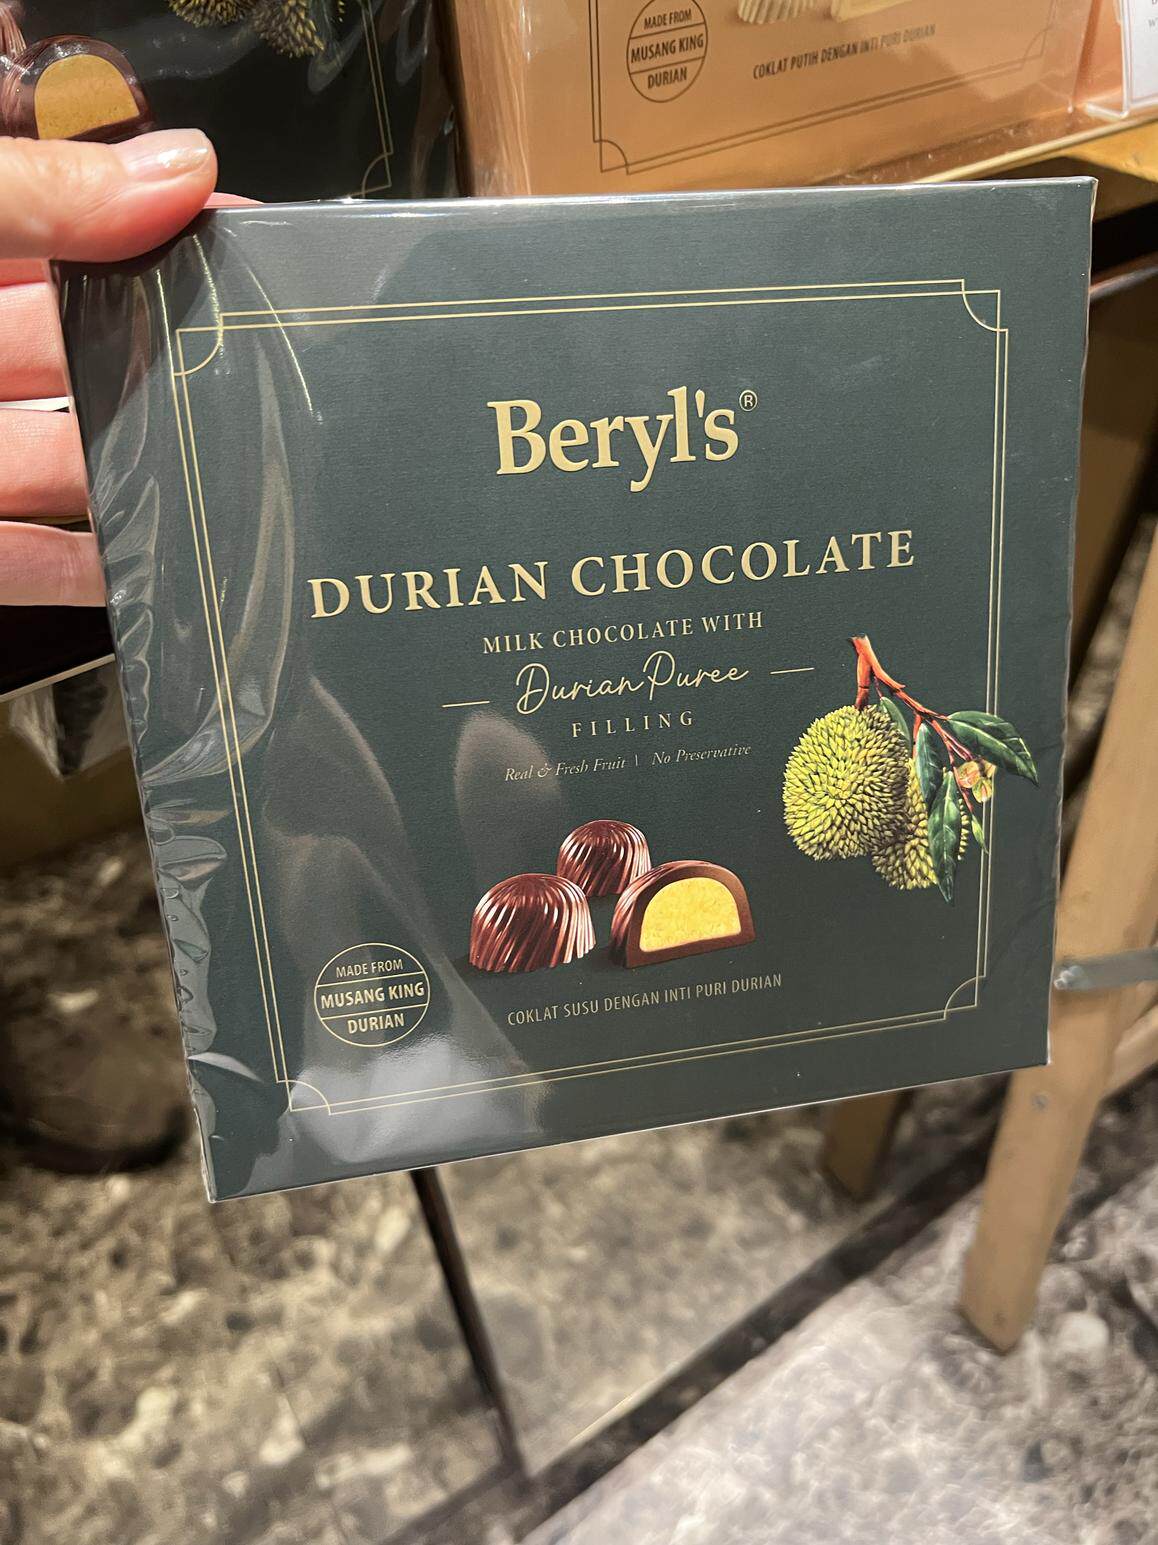 MADE FROM
MUSANG KING
DURIAN
COKLAT PUTIH DENGAN INTI PURI DURIAN
Beryl's®
DURIAN CHOCOLATE
MILK CHOCOLATE WITH
Durian Puree
FILLING
Real & Fresh Fruit | No Preservative
MADE FROM
MUSANG KING
DURIAN
COKLAT SUSU DENGAN INTI PURI DURIAN